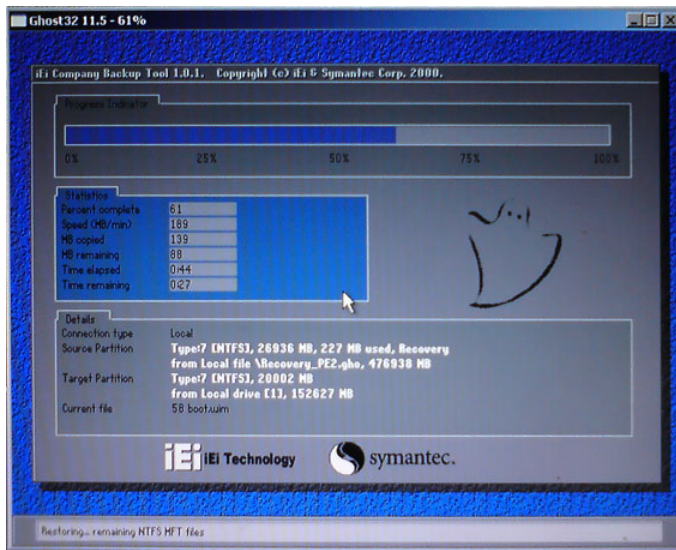 Ghost32 11.5 - 61%
iEi Company Backup Tool 1.0.1. Copyright (c) iEi & Symantec Corp. 2000.
Progress Indicator
0% 25% 50% 75% 100%
Statistics
Percent complete 61
Speed (MB/min) 189
MB copied 139
MB remaining 88
Time elapsed 0:44
Time remaining 0:27
Details
Connection type Local
Source Partition Type:7 [NTFS], 26936 MB, 227 MB used, Recovery
from Local file \Recovery_PE2.gho, 476938 MB
Target Partition Type:7 [NTFS], 20002 MB
from Local drive [1], 152627 MB
Current file 58 boot.wim
iEi iEi Technology symantec.
Restoring... remaining NTFS MFT files